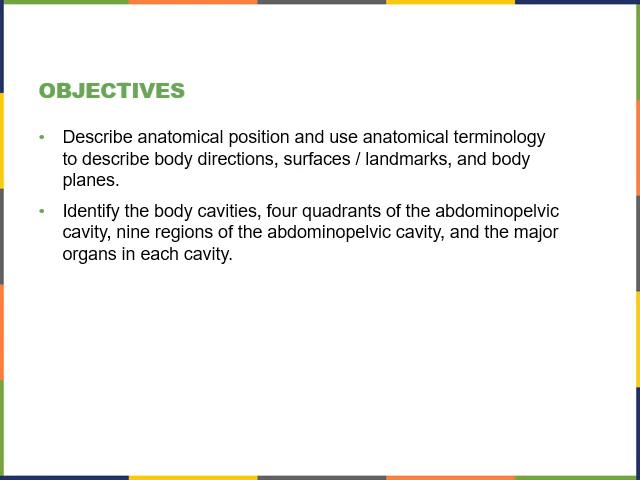 OBJECTIVES
• Describe anatomical position and use anatomical terminology
to describe body directions, surfaces / landmarks, and body
planes.
• Identify the body cavities, four quadrants of the abdominopelvic
cavity, nine regions of the abdominopelvic cavity, and the major
organs in each cavity.